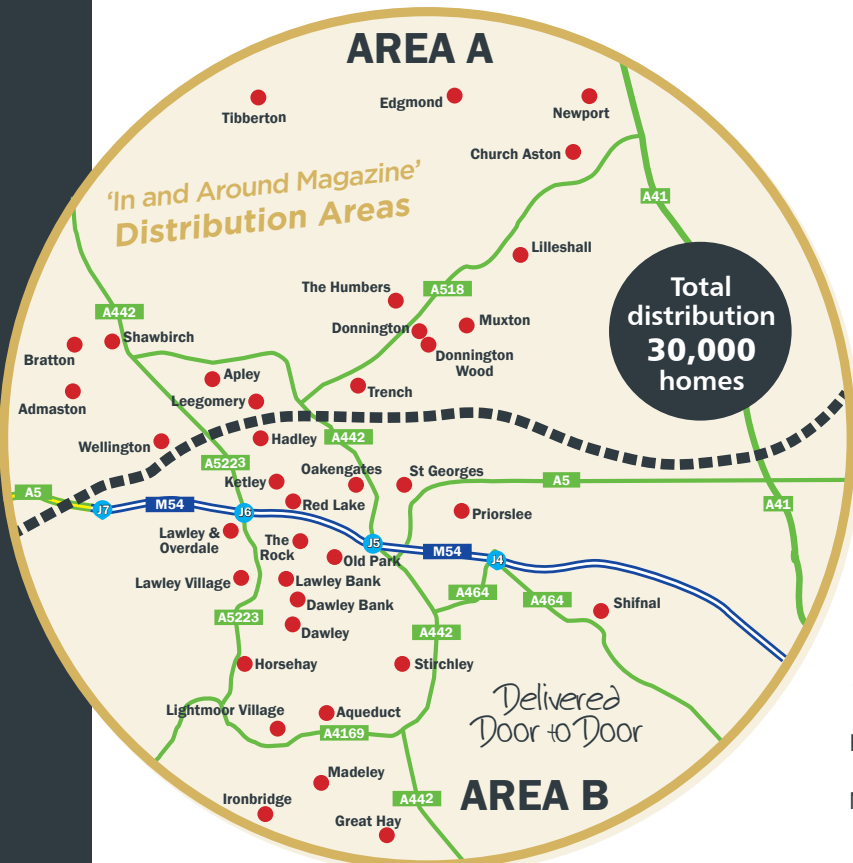 AREA A
Tibberton
Edgmond
Newport
Church Aston
'In and Around Magazine'
Distribution Areas
A41
Lilleshall
Total
distribution
30,000
homes
The Humbers
A518
A442
Shawbirch
Donnington
Muxton
Bratton
Donnington
Wood
Apley
Admaston
Leegomery
Trench
Wellington
Hadley
A442
A5223
Oakengates
St Georges
Ketley
A5
A5
J7
M54
J6
Red Lake
Priorslee
A41
Lawley &
Overdale
The
Rock
J5
M54
J4
Old Park
Lawley Village
Lawley Bank
A464
A464
Dawley Bank
Shifnal
A5223
Dawley
A442
Horsehay
Stirchley
Lightmoor Village
Aqueduct
Delivered
Door to Door
A4169
Madeley
Ironbridge
A442
AREA B
Great Hay